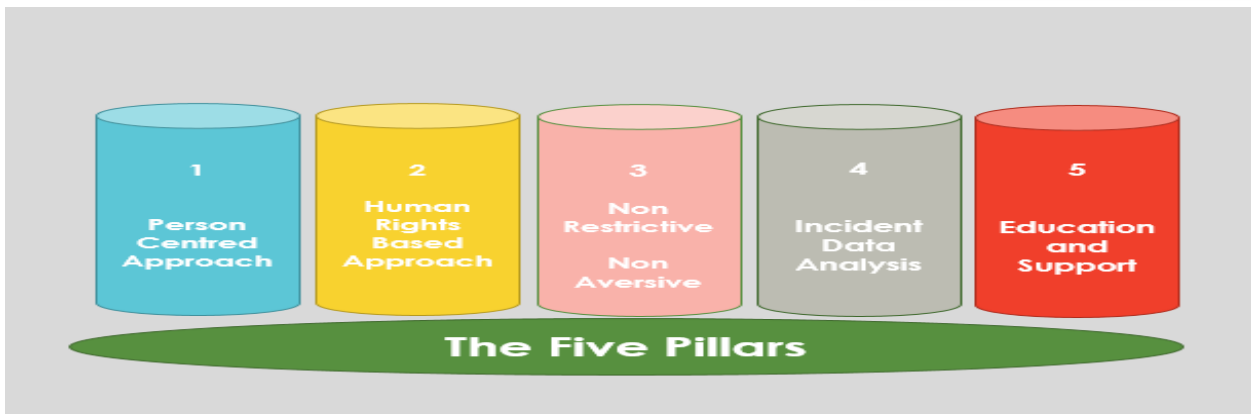 1
Person
Centred
Approach
2
Human
Rights
Based
Approach
3
Non
Restrictive
Non
Aversive
4
Incident
Data
Analysis
5
Education
and
Support
The Five Pillars